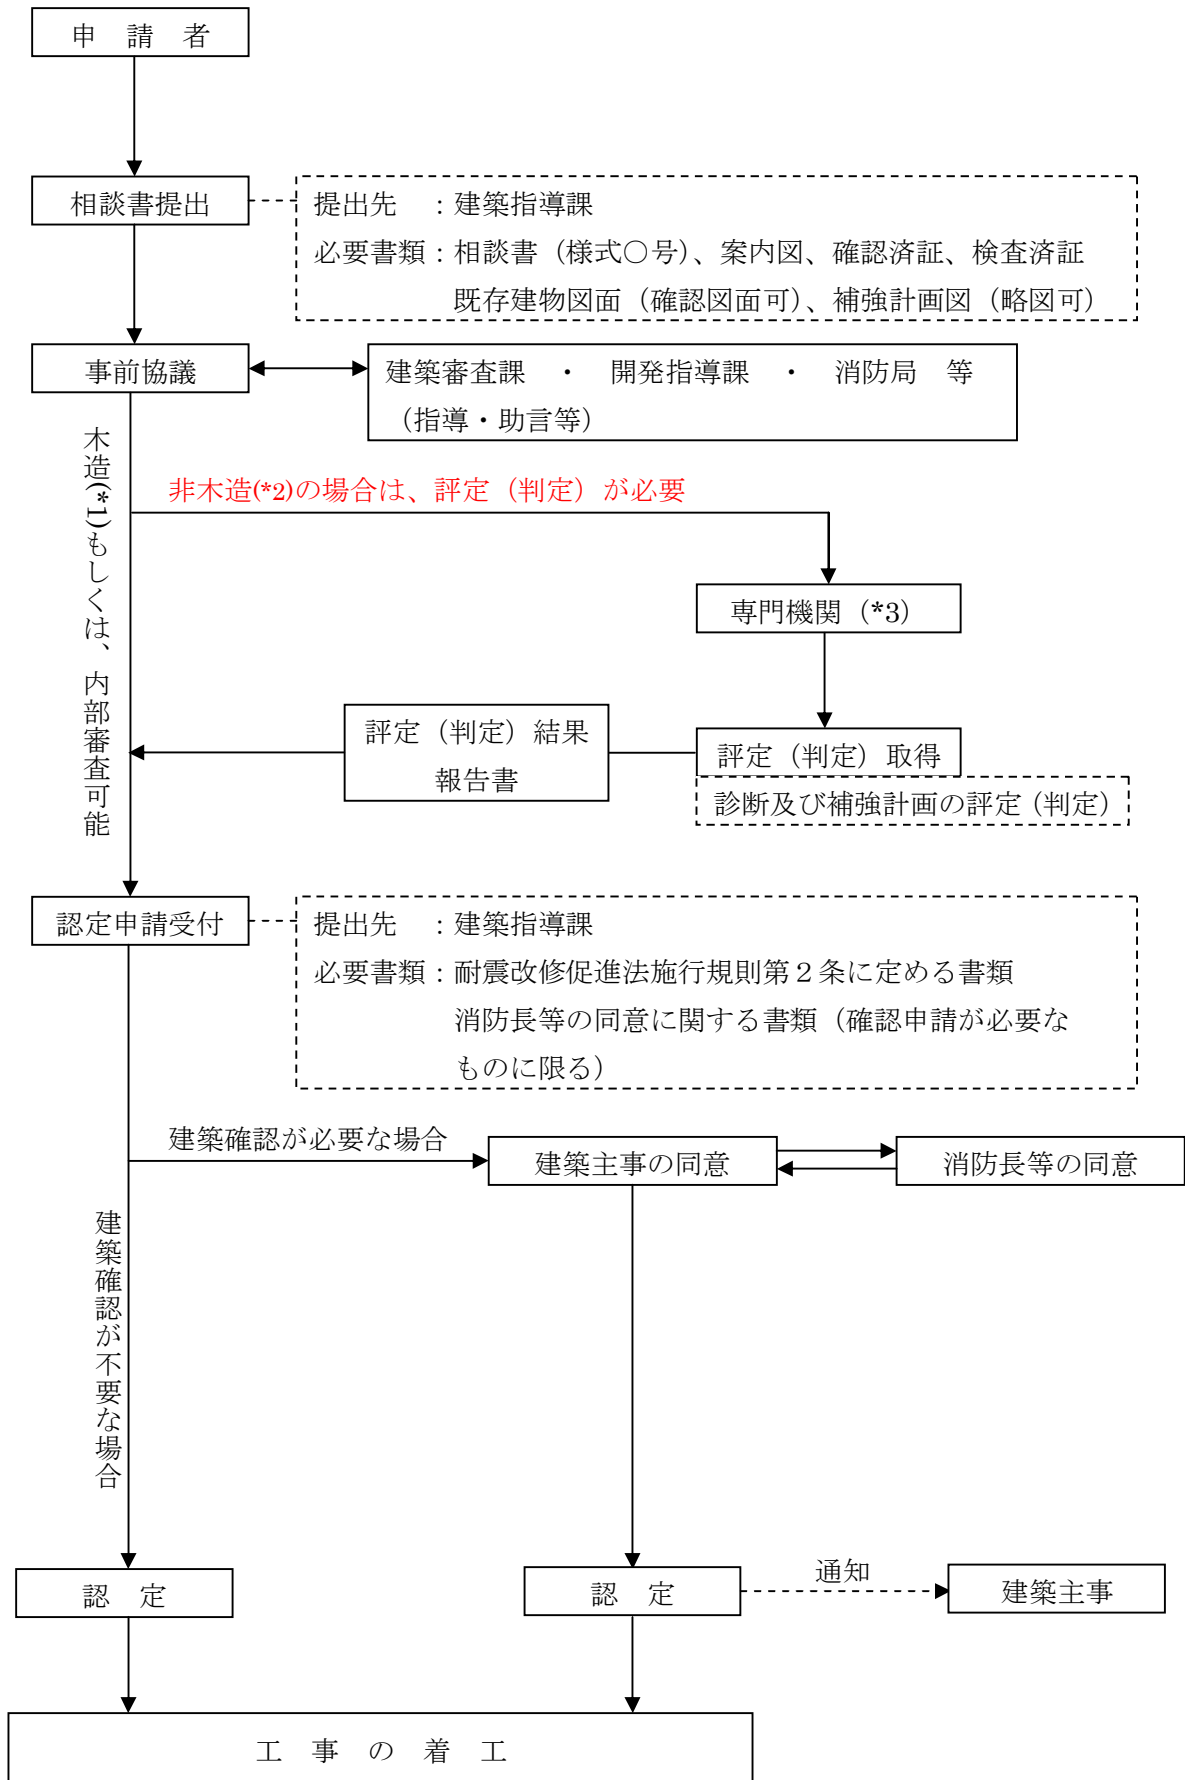 申　請　者
相談書提出
提出先　：建築指導課
必要書類：相談書（様式〇号）、案内図、確認済証、検査済証
既存建物図面（確認図面可）、補強計画図（略図可）
事前協議
建築審査課　・　開発指導課　・　消防局　等
（指導・助言等）
木造(*1)もしくは、内部審査可能
非木造(*2)の場合は、評定（判定）が必要
専門機関（*3）
評定（判定）結果
報告書
評定（判定）取得
診断及び補強計画の評定（判定）
認定申請受付
提出先　：建築指導課
必要書類：耐震改修促進法施行規則第２条に定める書類
消防長等の同意に関する書類（確認申請が必要な
ものに限る）
建築確認が必要な場合
建築主事の同意
消防長等の同意
建築確認が不要な場合
認　定
認　定
通知
建築主事
工　事　の　着　工